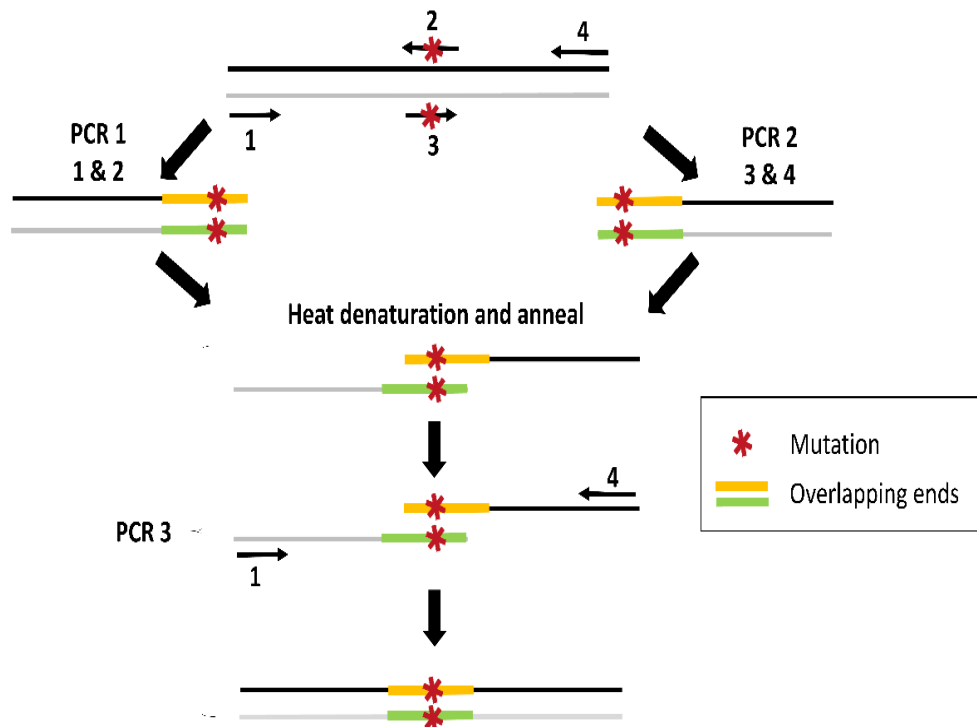 2
4
1
3
PCR 1
1 & 2
PCR 2
3 & 4
Heat denaturation and anneal
4
PCR 3
1
Mutation
Overlapping ends